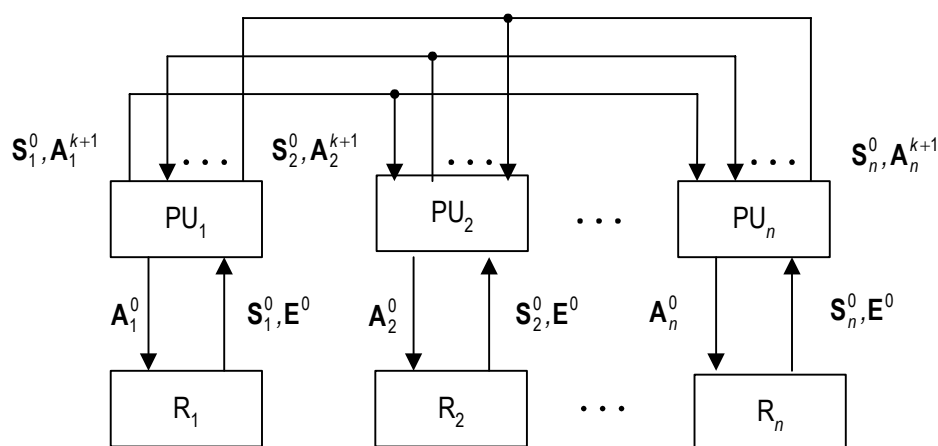 S₁⁰, A₁ᵏ⁺¹ . . . S₂⁰, A₂ᵏ⁺¹ . . . . . . Sₙ⁰, Aₙᵏ⁺¹
PU₁ PU₂ . . . PUₙ
A₁⁰ S₁⁰, E⁰ A₂⁰ S₂⁰, E⁰ Aₙ⁰ Sₙ⁰, E⁰
R₁ R₂ . . . Rₙ